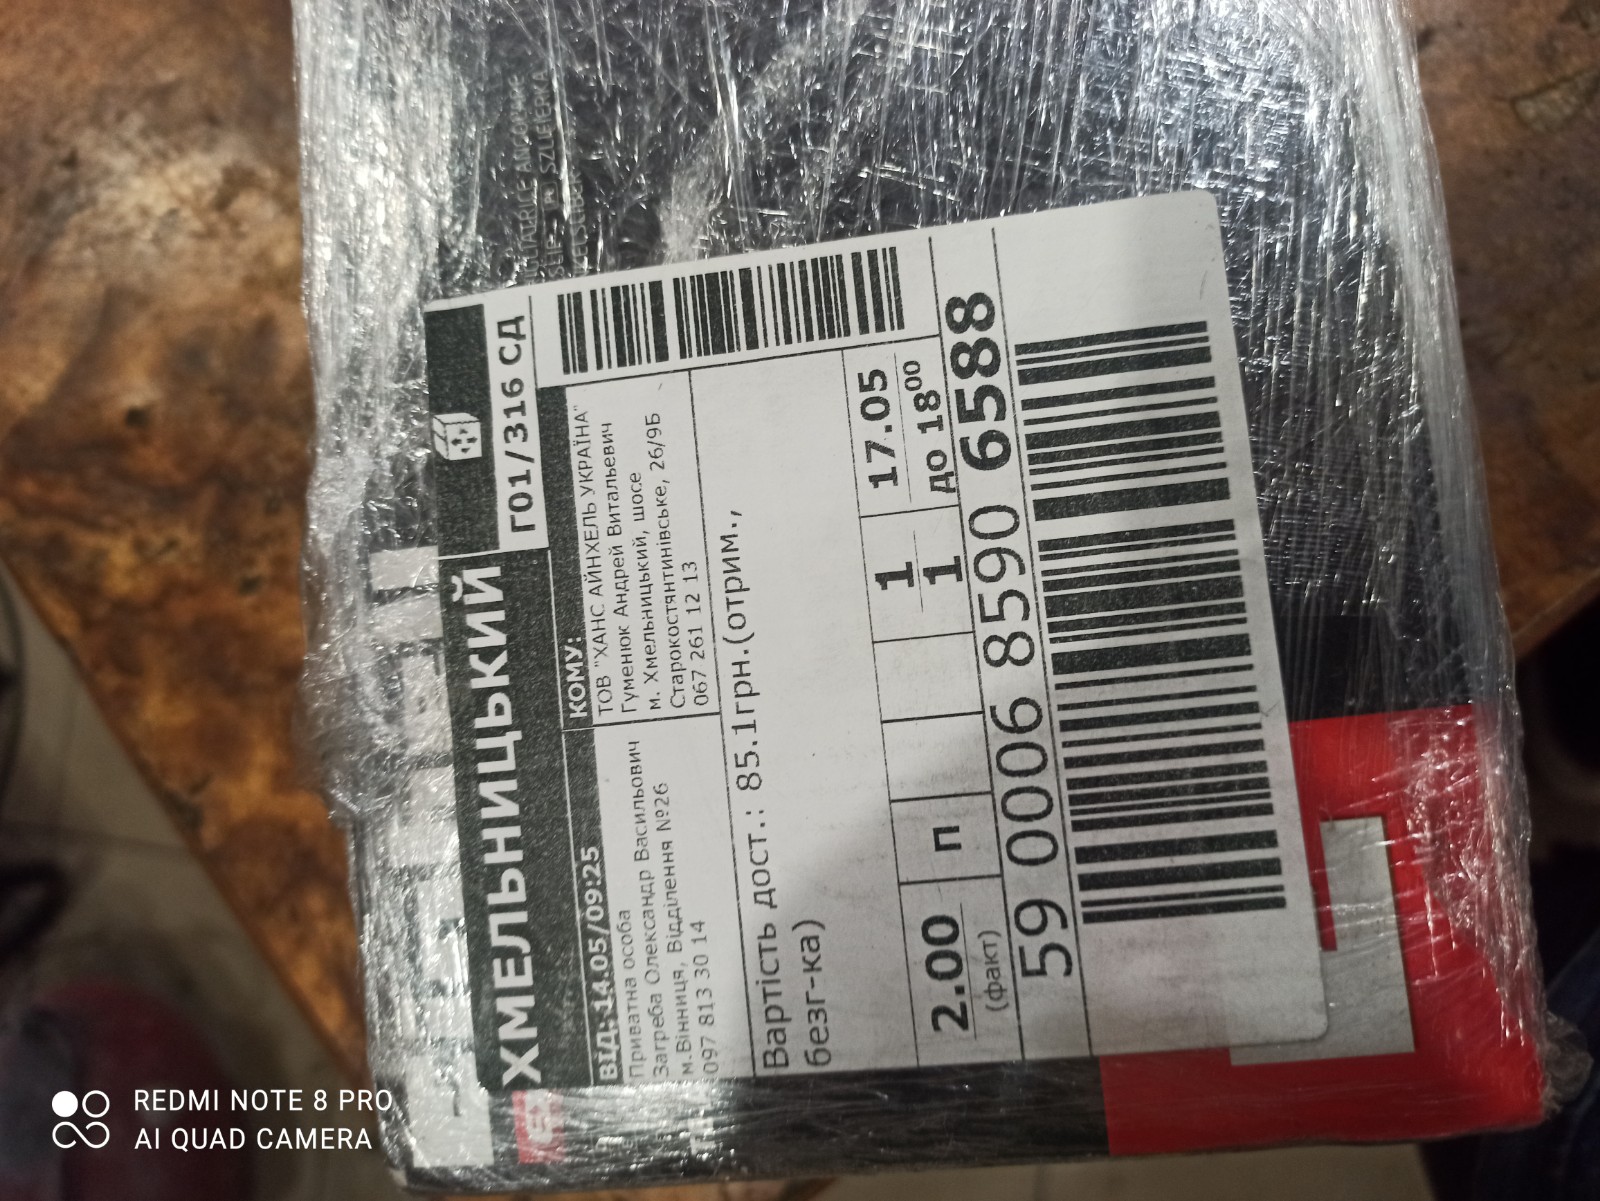 ХМЕЛЬНИЦЬКИЙ
Г01/316 СД
ВІД: 14.05/09:25
Приватна особа
Загреба Олександр Васильович
м.Вінниця, Відділення №26
097 813 30 14
КОМУ:
ТОВ "ХАНС АЙНХЕЛЬ УКРАЇНА"
Гуменюк Андрей Витальевич
м. Хмельницький, шосе
Старокостянтинівське, 26/9Б
067 261 12 13
Вартість дост.: 85.1грн.(отрим.,
безг-ка)
2.00
(факт)
П
1
1
17.05
до 1800
59 0006 8590 6588
SZLIFIERKA
REDMI NOTE 8 PRO
AI QUAD CAMERA